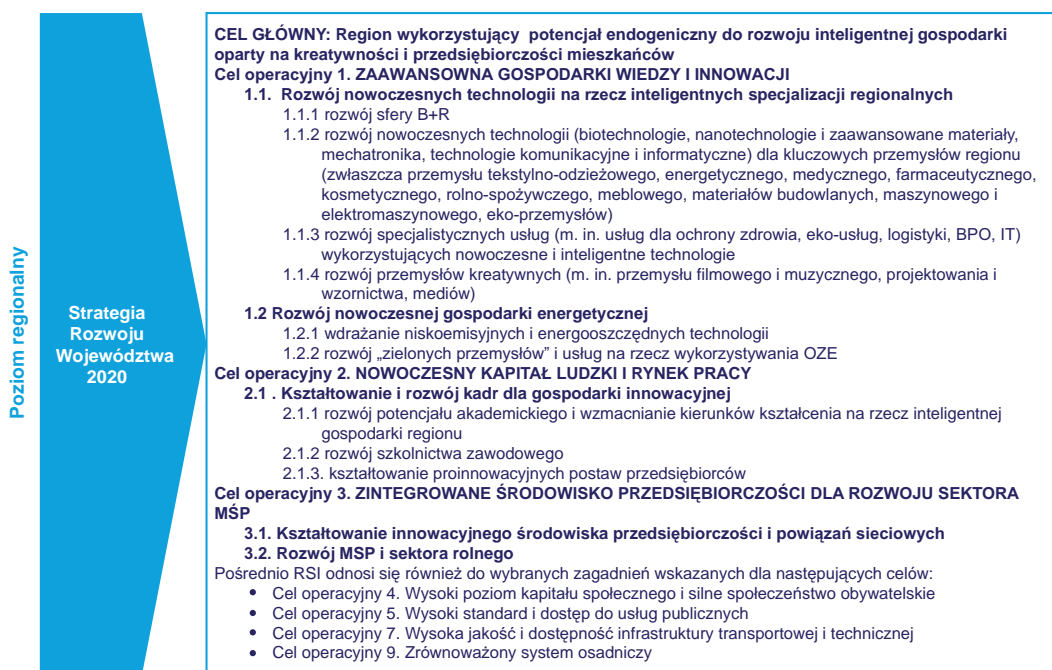 Poziom regionalny
Strategia
Rozwoju
Województwa
2020
CEL GŁÓWNY: Region wykorzystujący potencjał endogeniczny do rozwoju inteligentnej gospodarki
oparty na kreatywności i przedsiębiorczości mieszkańców
Cel operacyjny 1. ZAAWANSOWNA GOSPODARKI WIEDZY I INNOWACJI
1.1. Rozwój nowoczesnych technologii na rzecz inteligentnych specjalizacji regionalnych
1.1.1 rozwój sfery B+R
1.1.2 rozwój nowoczesnych technologii (biotechnologie, nanotechnologie i zaawansowane materiały,
mechatronika, technologie komunikacyjne i informatyczne) dla kluczowych przemysłów regionu
(zwłaszcza przemysłu tekstylno-odzieżowego, energetycznego, medycznego, farmaceutycznego,
kosmetycznego, rolno-spożywczego, meblowego, materiałów budowlanych, maszynowego i
elektromaszynowego, eko-przemysłów)
1.1.3 rozwój specjalistycznych usług (m. in. usług dla ochrony zdrowia, eko-usług, logistyki, BPO, IT)
wykorzystujących nowoczesne i inteligentne technologie
1.1.4 rozwój przemysłów kreatywnych (m. in. przemysłu filmowego i muzycznego, projektowania i
wzornictwa, mediów)
1.2 Rozwój nowoczesnej gospodarki energetycznej
1.2.1 wdrażanie niskoemisyjnych i energooszczędnych technologii
1.2.2 rozwój „zielonych przemysłów” i usług na rzecz wykorzystywania OZE
Cel operacyjny 2. NOWOCZESNY KAPITAŁ LUDZKI I RYNEK PRACY
2.1 . Kształtowanie i rozwój kadr dla gospodarki innowacyjnej
2.1.1 rozwój potencjału akademickiego i wzmacnianie kierunków kształcenia na rzecz inteligentnej
gospodarki regionu
2.1.2 rozwój szkolnictwa zawodowego
2.1.3. kształtowanie proinnowacyjnych postaw przedsiębiorców
Cel operacyjny 3. ZINTEGROWANE ŚRODOWISKO PRZEDSIĘBIORCZOŚCI DLA ROZWOJU SEKTORA
MŚP
3.1. Kształtowanie innowacyjnego środowiska przedsiębiorczości i powiązań sieciowych
3.2. Rozwój MSP i sektora rolnego
Pośrednio RSI odnosi się również do wybranych zagadnień wskazanych dla następujących celów:
• Cel operacyjny 4. Wysoki poziom kapitału społecznego i silne społeczeństwo obywatelskie
• Cel operacyjny 5. Wysoki standard i dostęp do usług publicznych
• Cel operacyjny 7. Wysoka jakość i dostępność infrastruktury transportowej i technicznej
• Cel operacyjny 9. Zrównoważony system osadniczy